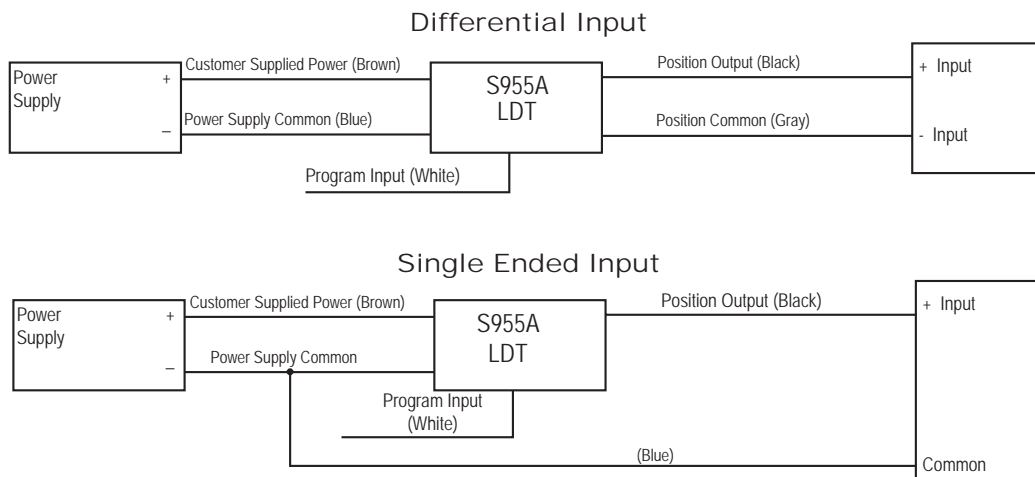 Differential Input
Power
Supply
+
–
Customer Supplied Power (Brown)
Power Supply Common (Blue)
S955A
LDT
Program Input (White)
Position Output (Black)
Position Common (Gray)
+ Input
- Input
Single Ended Input
Power
Supply
+
–
Customer Supplied Power (Brown)
Power Supply Common
S955A
LDT
Program Input
(White)
Position Output (Black)
(Blue)
+ Input
Common